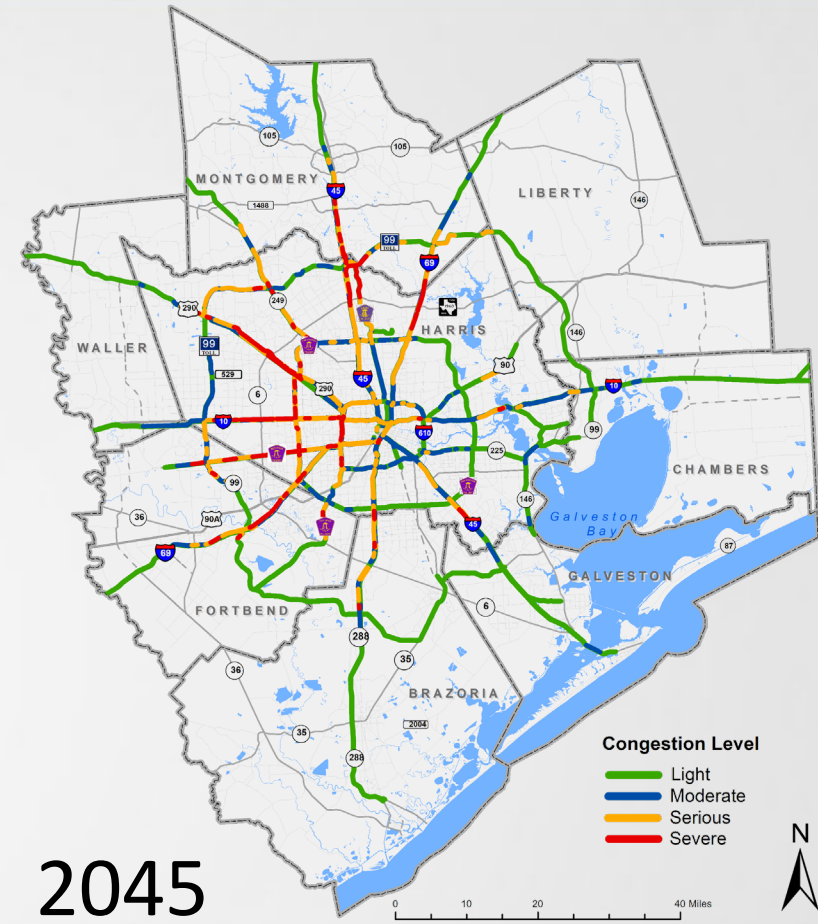 105
105
MONTGOMERY
45
1488
LIBERTY
146
99
TOLL
69
290
249
HARRIS
146
WALLER
99
TOLL
529
6
290
45
90
10
10
610
99
225
CHAMBERS
99
146
36
90A
45
Galveston
Bay
87
69
GALVESTON
FORTBEND
6
288
35
36
BRAZORIA
35
2004
288
Congestion Level
Light
Moderate
Serious
Severe
N
2045
0 10 20 40 Miles